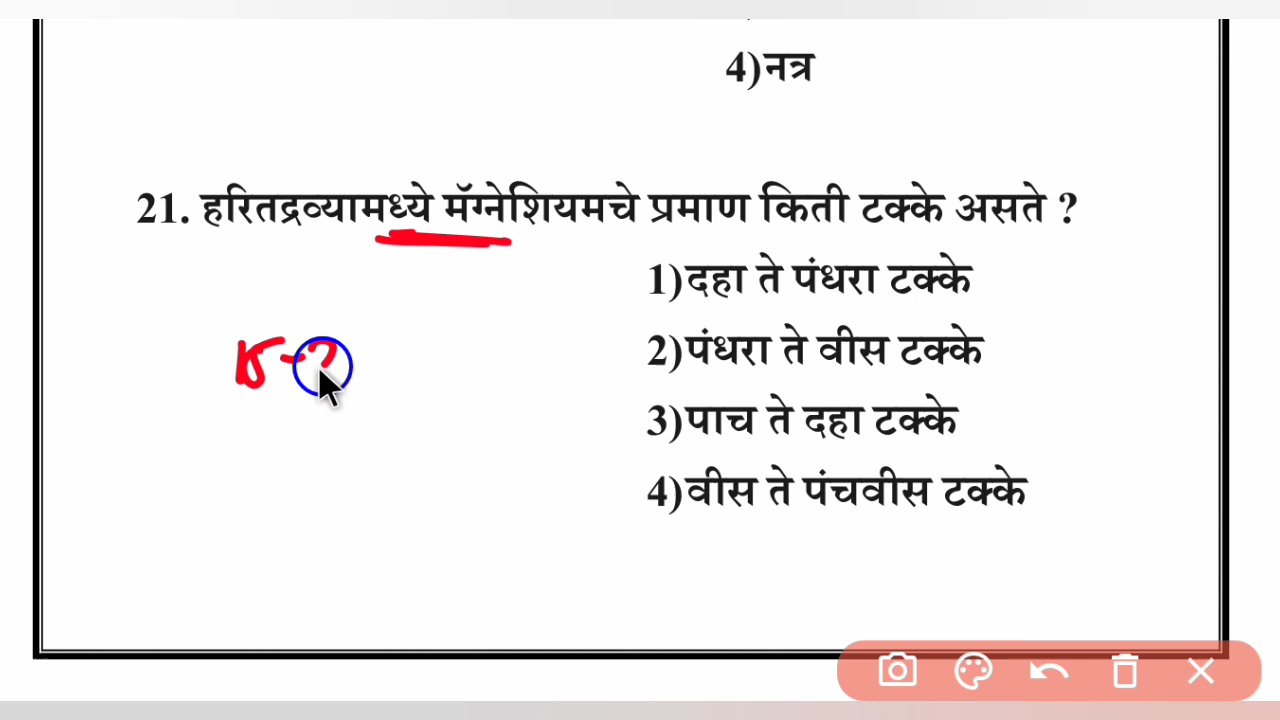 4)नत्र
21. हरितद्रव्यामध्ये मॅग्नेशियमचे प्रमाण किती टक्के असते ?
1)दहा ते पंधरा टक्के
2)पंधरा ते वीस टक्के
3)पाच ते दहा टक्के
4)वीस ते पंचवीस टक्के